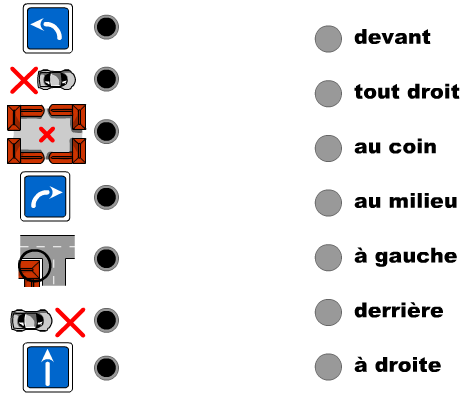 devant
tout droit
au coin
au milieu
à gauche
derrière
à droite